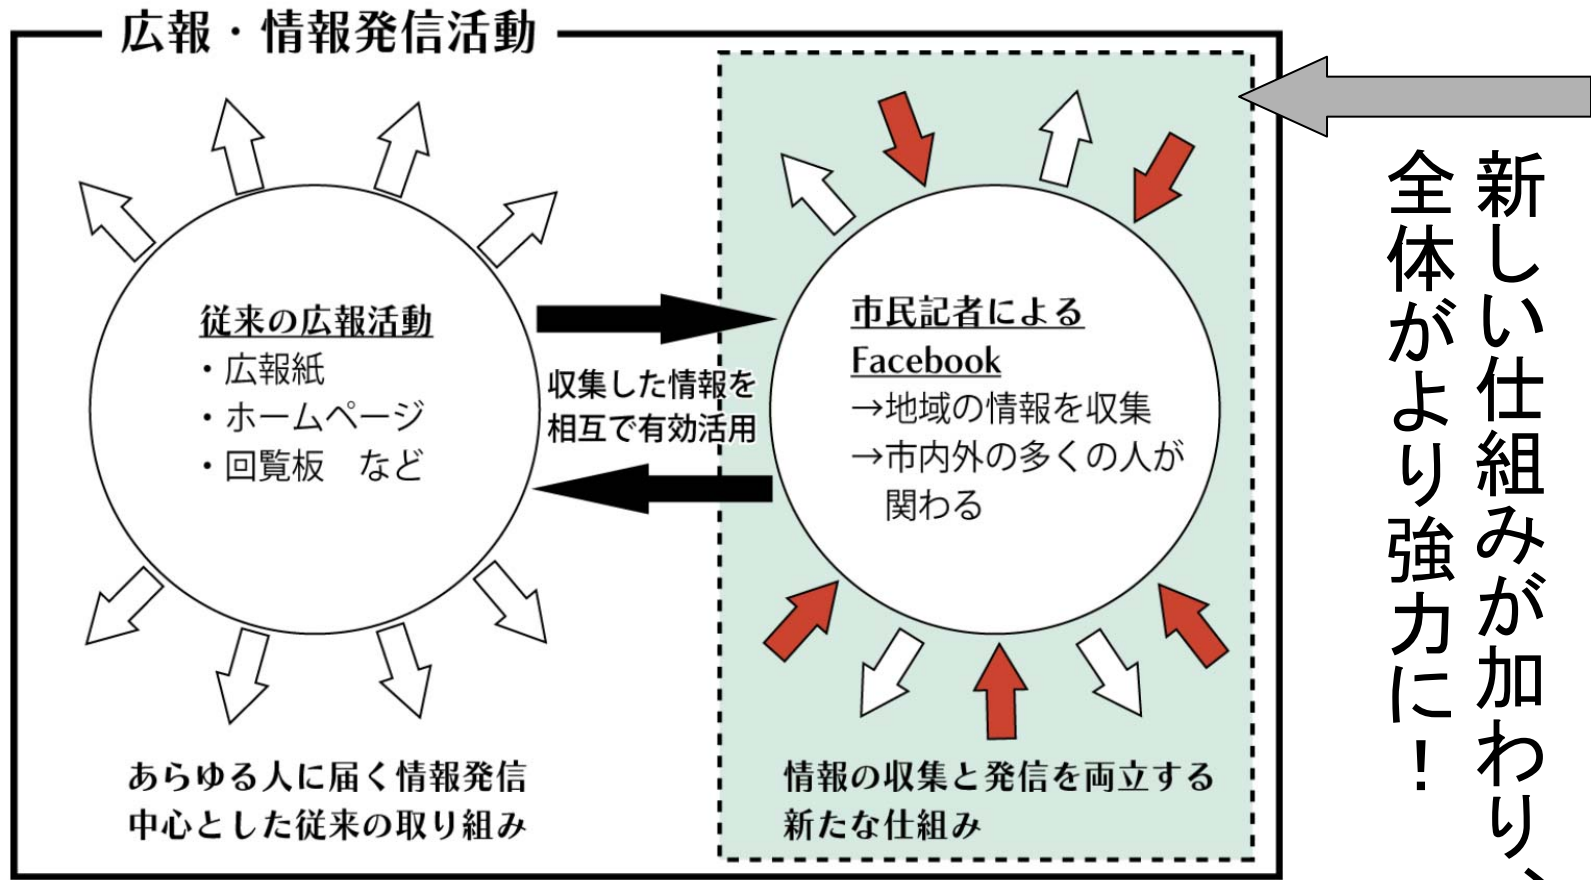 広報・情報発信活動
従来の広報活動
・広報紙
・ホームページ
・回覧板　など
収集した情報を
相互で有効活用
市民記者による
Facebook
→地域の情報を収集
→市内外の多くの人が
関わる
あらゆる人に届く情報発信
中心とした従来の取り組み
情報の収集と発信を両立する
新たな仕組み
新しい仕組みが加わり、
全体がより強力に！